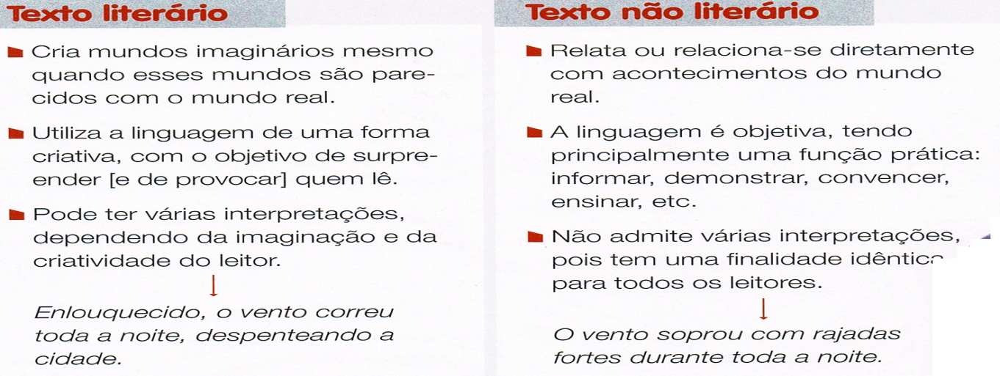 Texto literário
Cria mundos imaginários mesmo
quando esses mundos são pare-
cidos com o mundo real.
Utiliza a linguagem de uma forma
criativa, com o objetivo de surpre-
ender [e de provocar] quem lê.
Pode ter várias interpretações,
dependendo da imaginação e da
criatividade do leitor.
Enlouquecido, o vento correu
toda a noite, despenteando a
cidade.
Texto não literário
Relata ou relaciona-se diretamente
com acontecimentos do mundo
real.
A linguagem é objetiva, tendo
principalmente uma função prática:
informar, demonstrar, convencer,
ensinar, etc.
Não admite várias interpretações,
pois tem uma finalidade idêntica
para todos os leitores.
O vento soprou com rajadas
fortes durante toda a noite.